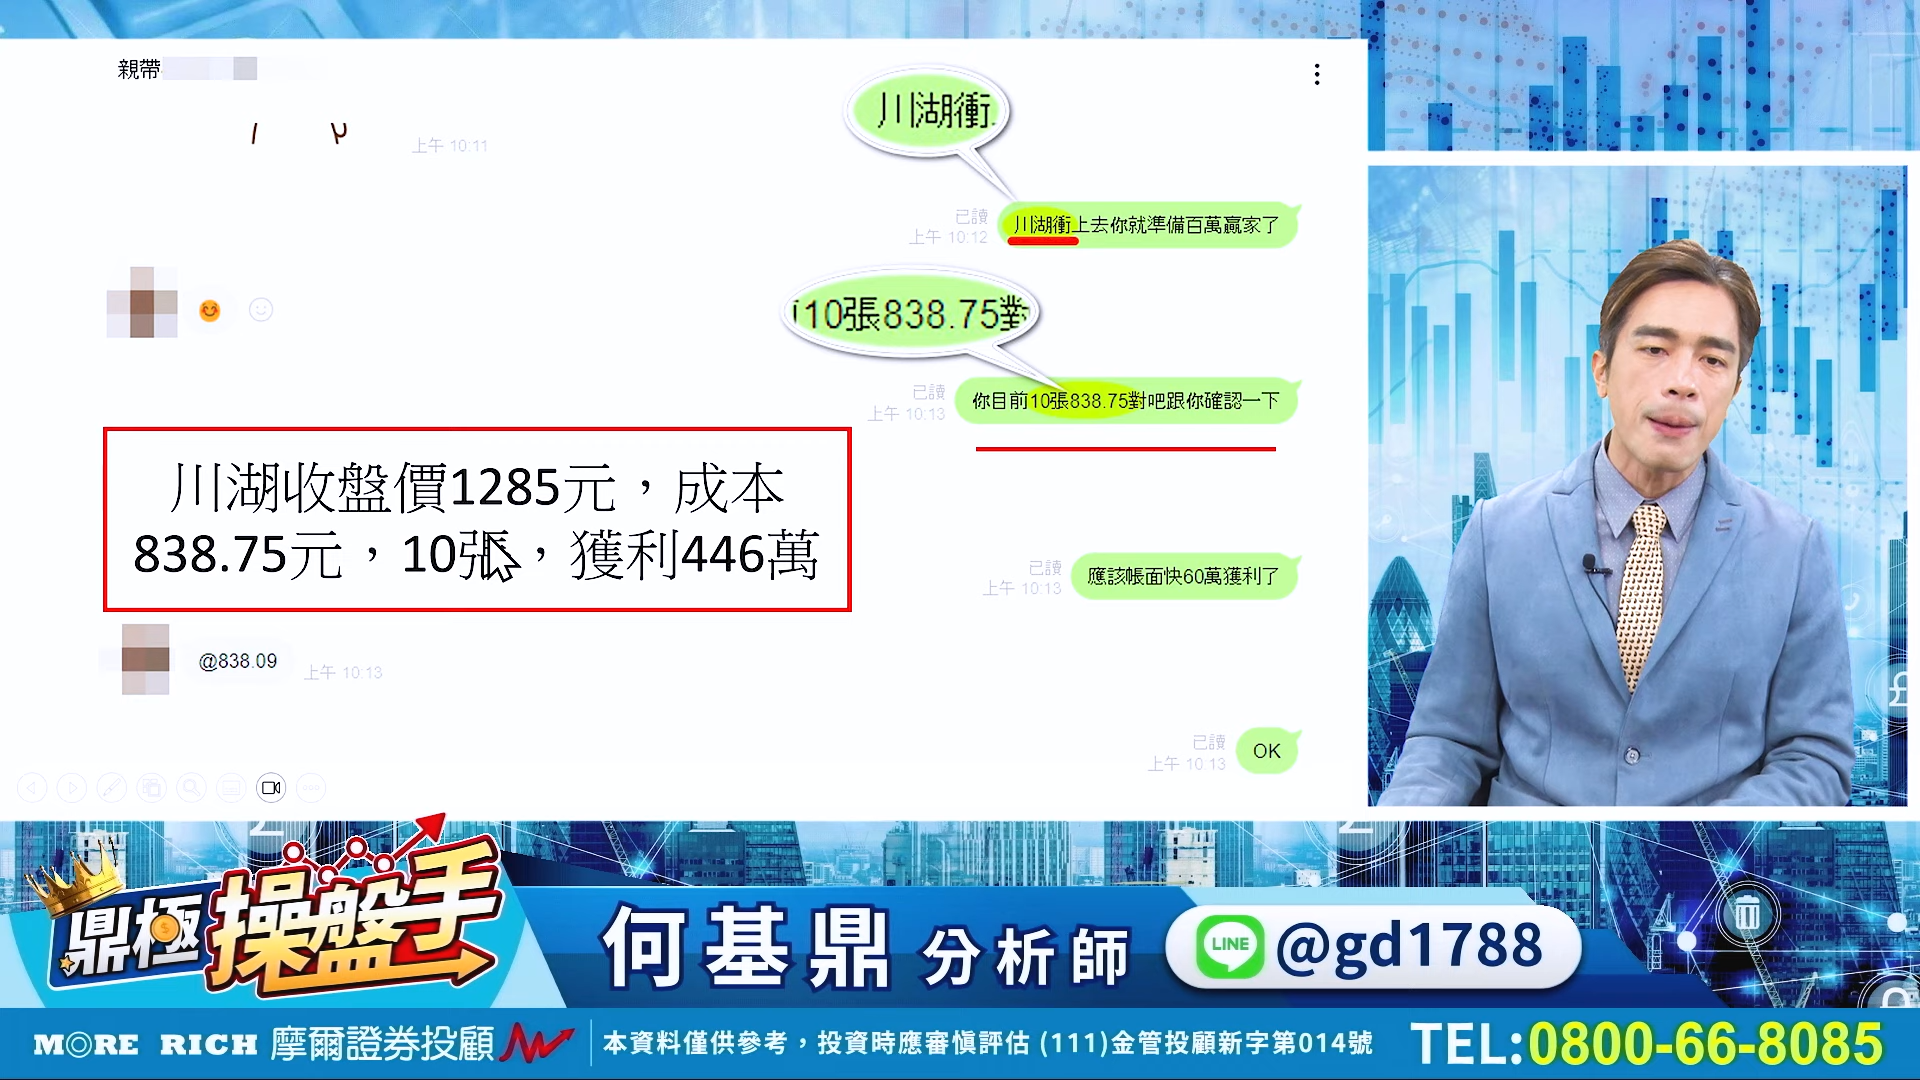 親帶
上午 10:11
川湖衝
已讀
上午 10:12
川湖衝上去你就準備百萬贏家了
10張838.75對
已讀
上午 10:13
你目前10張838.75對吧跟你確認一下
川湖收盤價1285元，成本
838.75元，10張，獲利446萬
已讀
上午 10:13
應該帳面快60萬獲利了
@838.09
上午 10:13
已讀
上午 10:13
OK
鼎極操盤手
何基鼎 分析師
LINE @gd1788
MORE RICH 摩爾證券投顧
本資料僅供參考，投資時應審慎評估 (111)金管投顧新字第014號
TEL:0800-66-8085